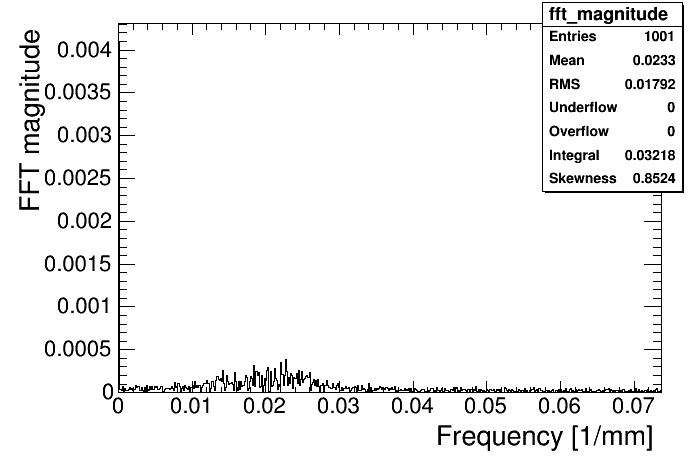 fft_magnitude
Entries 1001
Mean 0.0233
RMS 0.01792
Underflow 0
Overflow 0
Integral 0.03218
Skewness 0.8524
FFT magnitude
0.004
0.0035
0.003
0.0025
0.002
0.0015
0.001
0.0005
0
0 0.01 0.02 0.03 0.04 0.05 0.06 0.07
Frequency [1/mm]